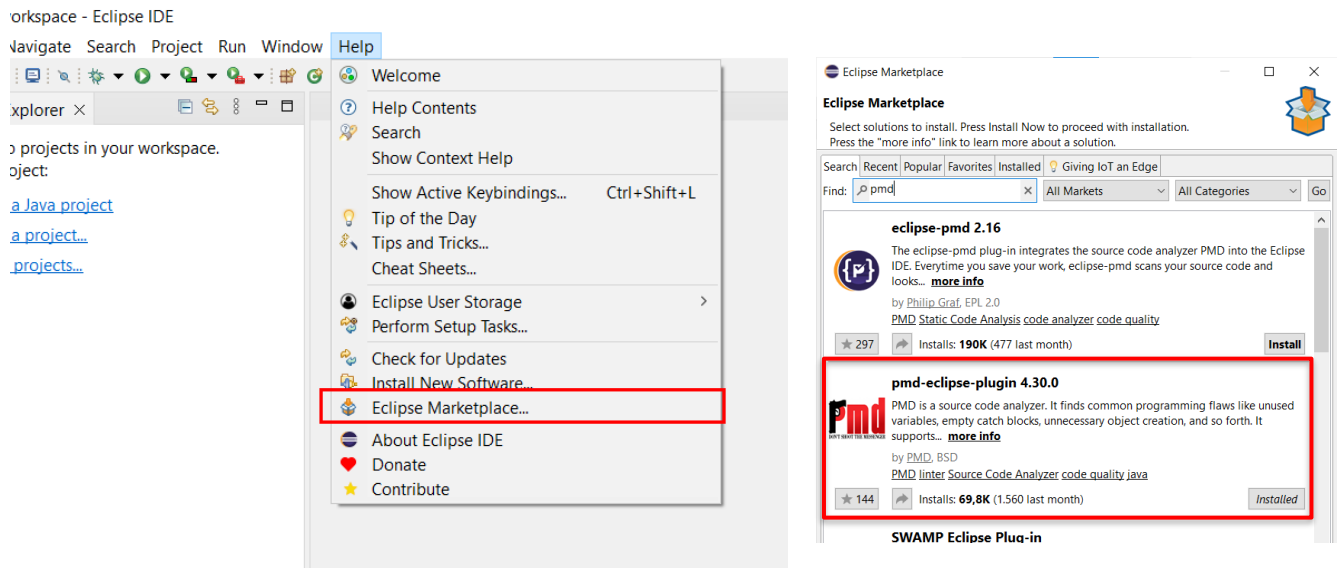 orkspace - Eclipse IDE
Navigate Search Project Run Window Help
xplorer
projects in your workspace.
oject:
a Java project
a project...
projects...
Welcome
Help Contents
Search
Show Context Help
Show Active Keybindings... Ctrl+Shift+L
Tip of the Day
Tips and Tricks...
Cheat Sheets...
Eclipse User Storage
Perform Setup Tasks...
Check for Updates
Install New Software...
Eclipse Marketplace...
About Eclipse IDE
Donate
Contribute
Eclipse Marketplace
Eclipse Marketplace
Select solutions to install. Press Install Now to proceed with installation.
Press the "more info" link to learn more about a solution.
Search Recent Popular Favorites Installed Giving IoT an Edge
Find: pmd All Markets All Categories Go
eclipse-pmd 2.16
The eclipse-pmd plug-in integrates the source code analyzer PMD into the Eclipse
IDE. Everytime you save your work, eclipse-pmd scans your source code and
looks... more info
by Philip Graf, EPL 2.0
PMD Static Code Analysis code analyzer code quality
297 Installs: 190K (477 last month) Install
pmd-eclipse-plugin 4.30.0
Pmd
DON'T SHOOT THE MESSENGER
PMD is a source code analyzer. It finds common programming flaws like unused
variables, empty catch blocks, unnecessary object creation, and so forth. It
supports... more info
by PMD, BSD
PMD linter Source Code Analyzer code quality java
144 Installs: 69,8K (1.560 last month) Installed
SWAMP Eclipse Plug-in